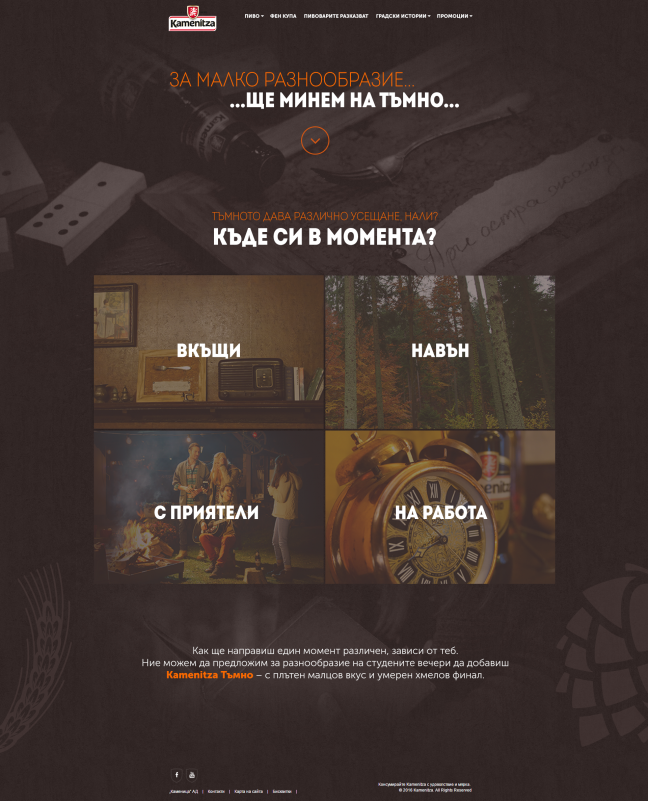 Kamenitza
ПИВО ФЕН КУПА ПИВОВАРИТЕ РАЗКАЗВАТ ГРАДСКИ ИСТОРИИ ПРОМОЦИИ
ЗА МАЛКО РАЗНООБРАЗИЕ...
...ЩЕ МИНЕМ НА ТЪМНО...
ТЪМНОТО ДАВА РАЗЛИЧНО УСЕЩАНЕ, НАЛИ?
КЪДЕ СИ В МОМЕНТА?
ВКЪЩИ
НАВЪН
С ПРИЯТЕЛИ
НА РАБОТА
Как ще направиш един момент различен, зависи от теб.
Ние можем да предложим за разнообразие на студените вечери да добавиш
Kamenitza Тъмно – с плътен малцов вкус и умерен хмелов финал.
Консумирайте Kamenitza с удоволствие и мярка.
„Каменица“ АД | Контакти | Карта на сайта | Бисквитки |
© 2016 Kamenitza. All Rights Reserved